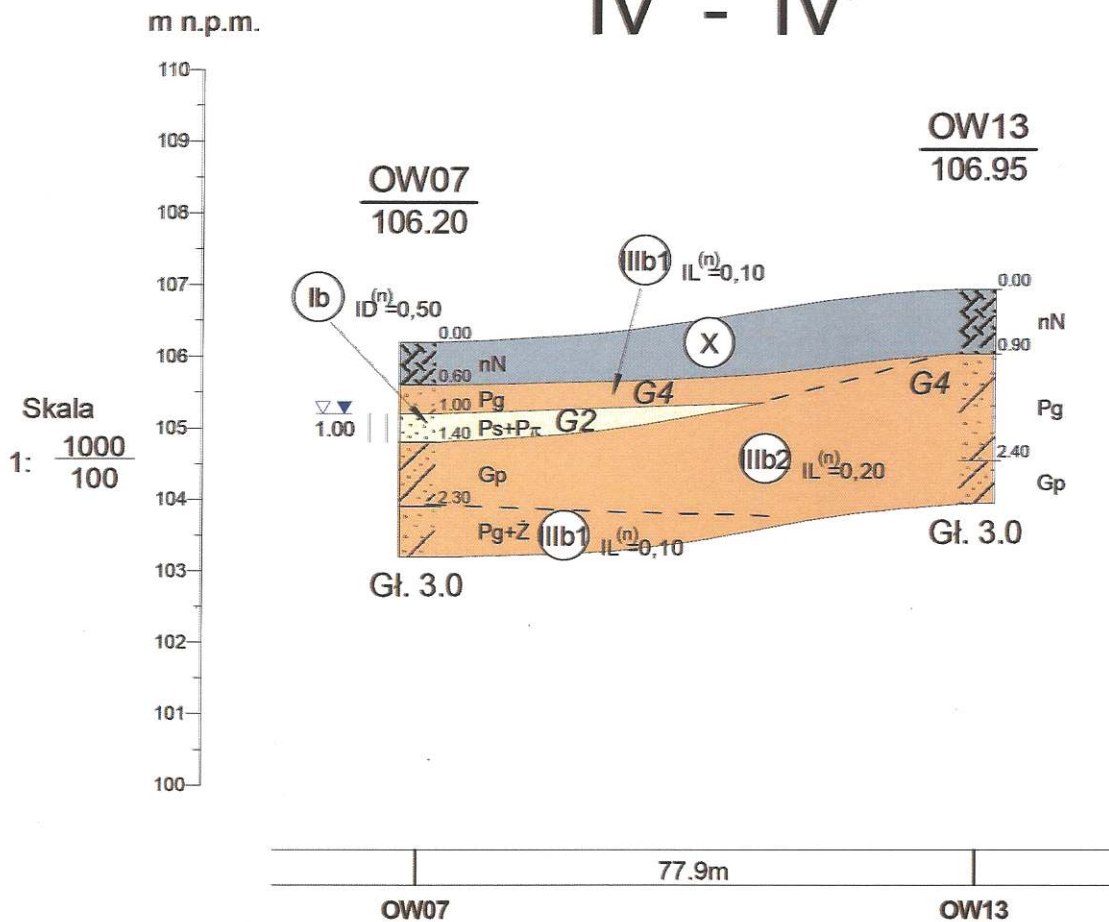 IV - IV'
m n.p.m.
110
109
108
107
106
105
104
103
102
101
100
Skala
1: 1000
100
OW07
106.20
OW13
106.95
IIIb1 IL(n)=0,10
Ib ID(n)=0,50
X
0.00
nN
0.60
Pg
1.00
Ps+Pπ
1.40
Gp
2.30
Pg+Ż
Gł. 3.0
1.00
G4
G2
G4
IIIb2 IL(n)=0,20
IIIb1 IL(n)=0,10
0.00
nN
0.90
Pg
2.40
Gp
Gł. 3.0
77.9m
OW07
OW13